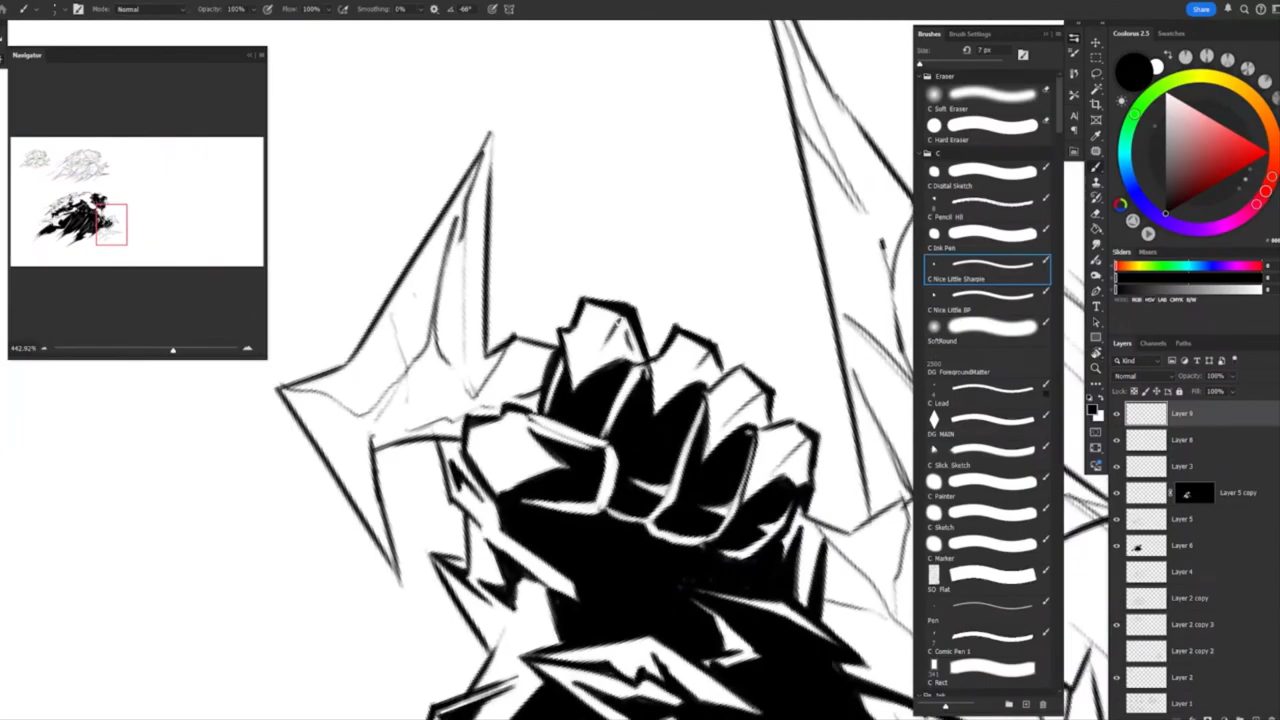 Mode: Normal Opacity: 100% Flow: 100% Smoothing: 0% -66° Share
Navigator
442.92%
Brushes Brush Settings
Size: 7 px
Eraser
C Soft Eraser
C Hard Eraser
C
C Digital Sketch
C Pencil HB
C Ink Pen
C Nice Little Sharpie
C Nice Little BP
SoftRound
2500
DG ForegroundMatter
C Lead
DG MAIN
C Slick Sketch
C Painter
C Sketch
C Marker
SO Flat
Pen
C Comic Pen 1
341
C Rect
Coolorus 2.5 Swatches
Sliders Mixers
RGB HSV LAB CMYK B/W
Layers Channels Paths
Kind
Normal Opacity: 100%
Lock: Fill: 100%
Layer 9
Layer 8
Layer 3
Layer 5 copy
Layer 5
Layer 6
Layer 4
Layer 2 copy
Layer 2 copy 3
Layer 2 copy 2
Layer 2
Layer 1